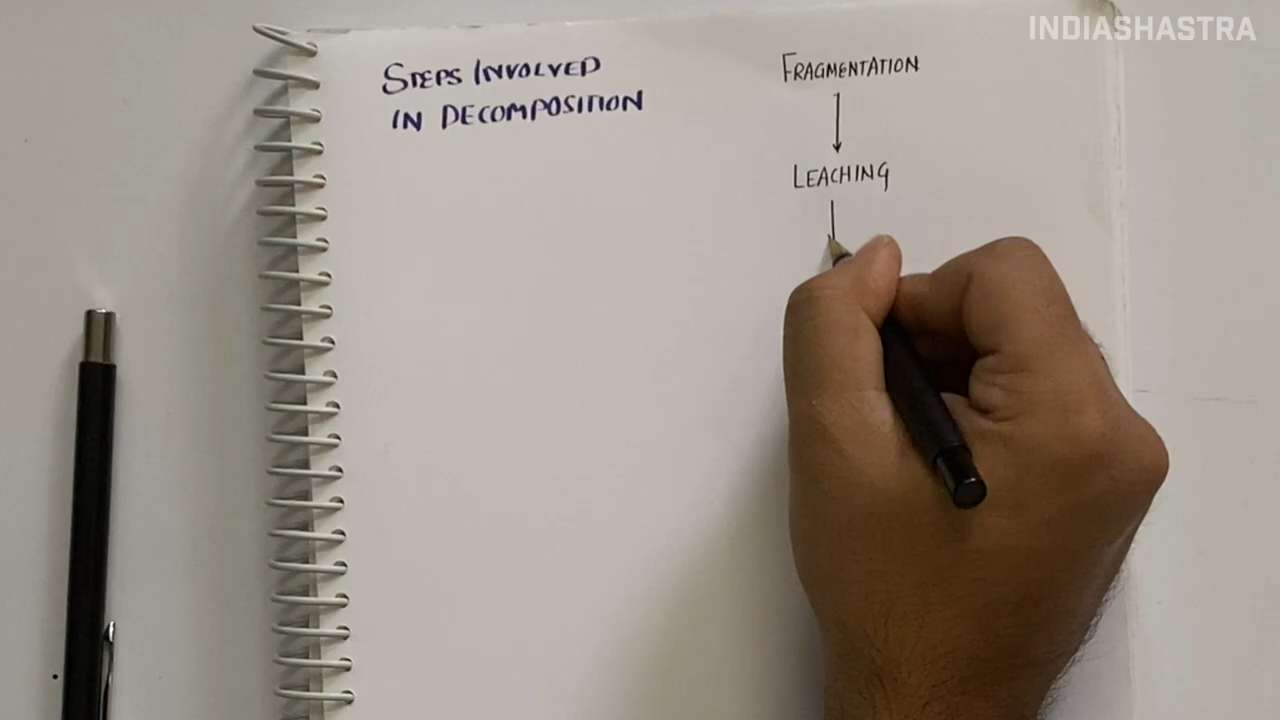 STEPS INVOLVED
IN DECOMPOSITION
FRAGMENTATION
LEACHING
INDIASHASTRA